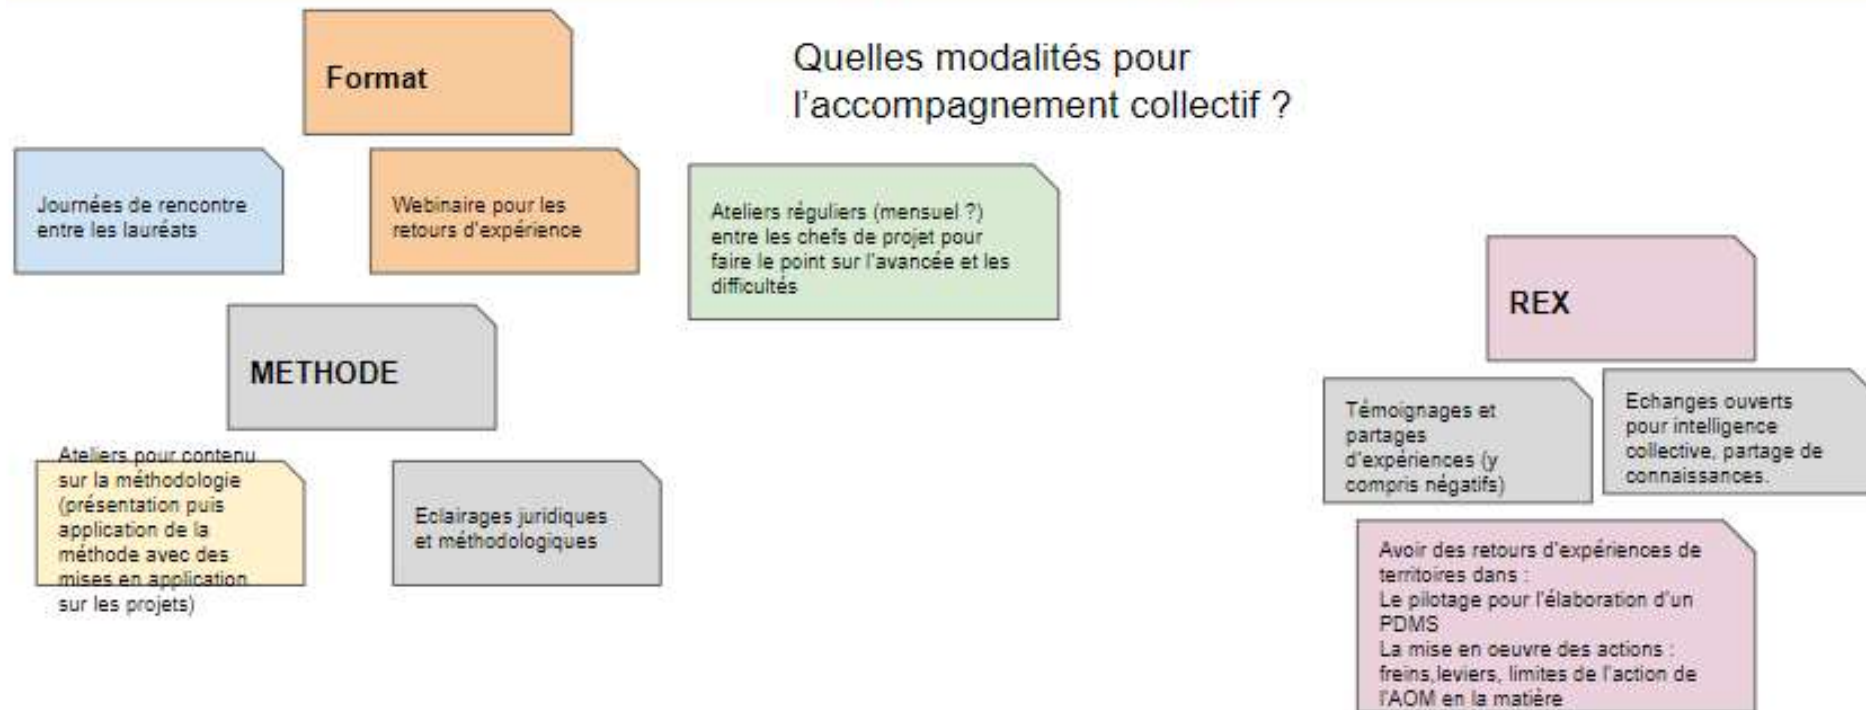 Quelles modalités pour
l'accompagnement collectif ?
Format
Journées de rencontre
entre les lauréats
Webinaire pour les
retours d'expérience
Ateliers réguliers (mensuel ?)
entre les chefs de projet pour
faire le point sur l'avancée et les
difficultés
METHODE
Ateliers pour contenu
sur la méthodologie
(présentation puis
application de la
méthode avec des
mises en application
sur les projets)
Eclairages juridiques
et méthodologiques
REX
Témoignages et
partages
d'expériences (y
compris négatifs)
Echanges ouverts
pour intelligence
collective, partage de
connaissances.
Avoir des retours d'expériences de
territoires dans :
Le pilotage pour l'élaboration d'un
PDMS
La mise en oeuvre des actions :
freins,leviers, limites de l'action de
l'AOM en la matière